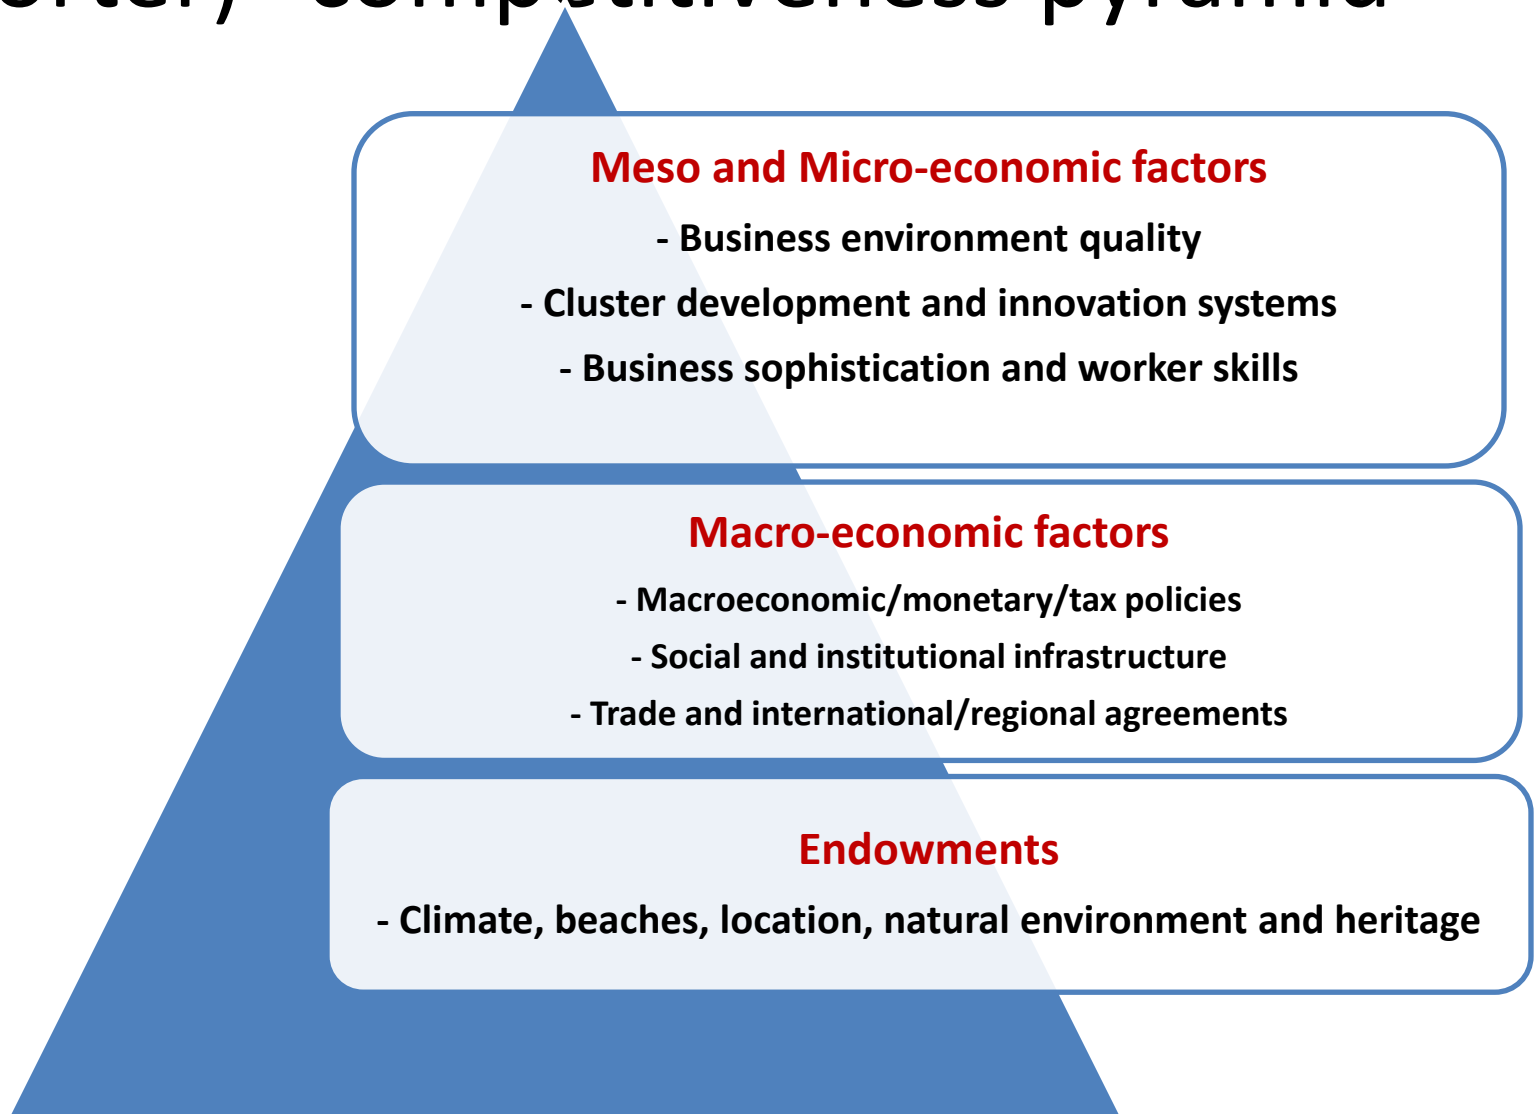 competitiveness pyramid
Meso and Micro-economic factors
- Business environment quality
- Cluster development and innovation systems
- Business sophistication and worker skills
Macro-economic factors
- Macroeconomic/monetary/tax policies
- Social and institutional infrastructure
- Trade and international/regional agreements
Endowments
- Climate, beaches, location, natural environment and heritage